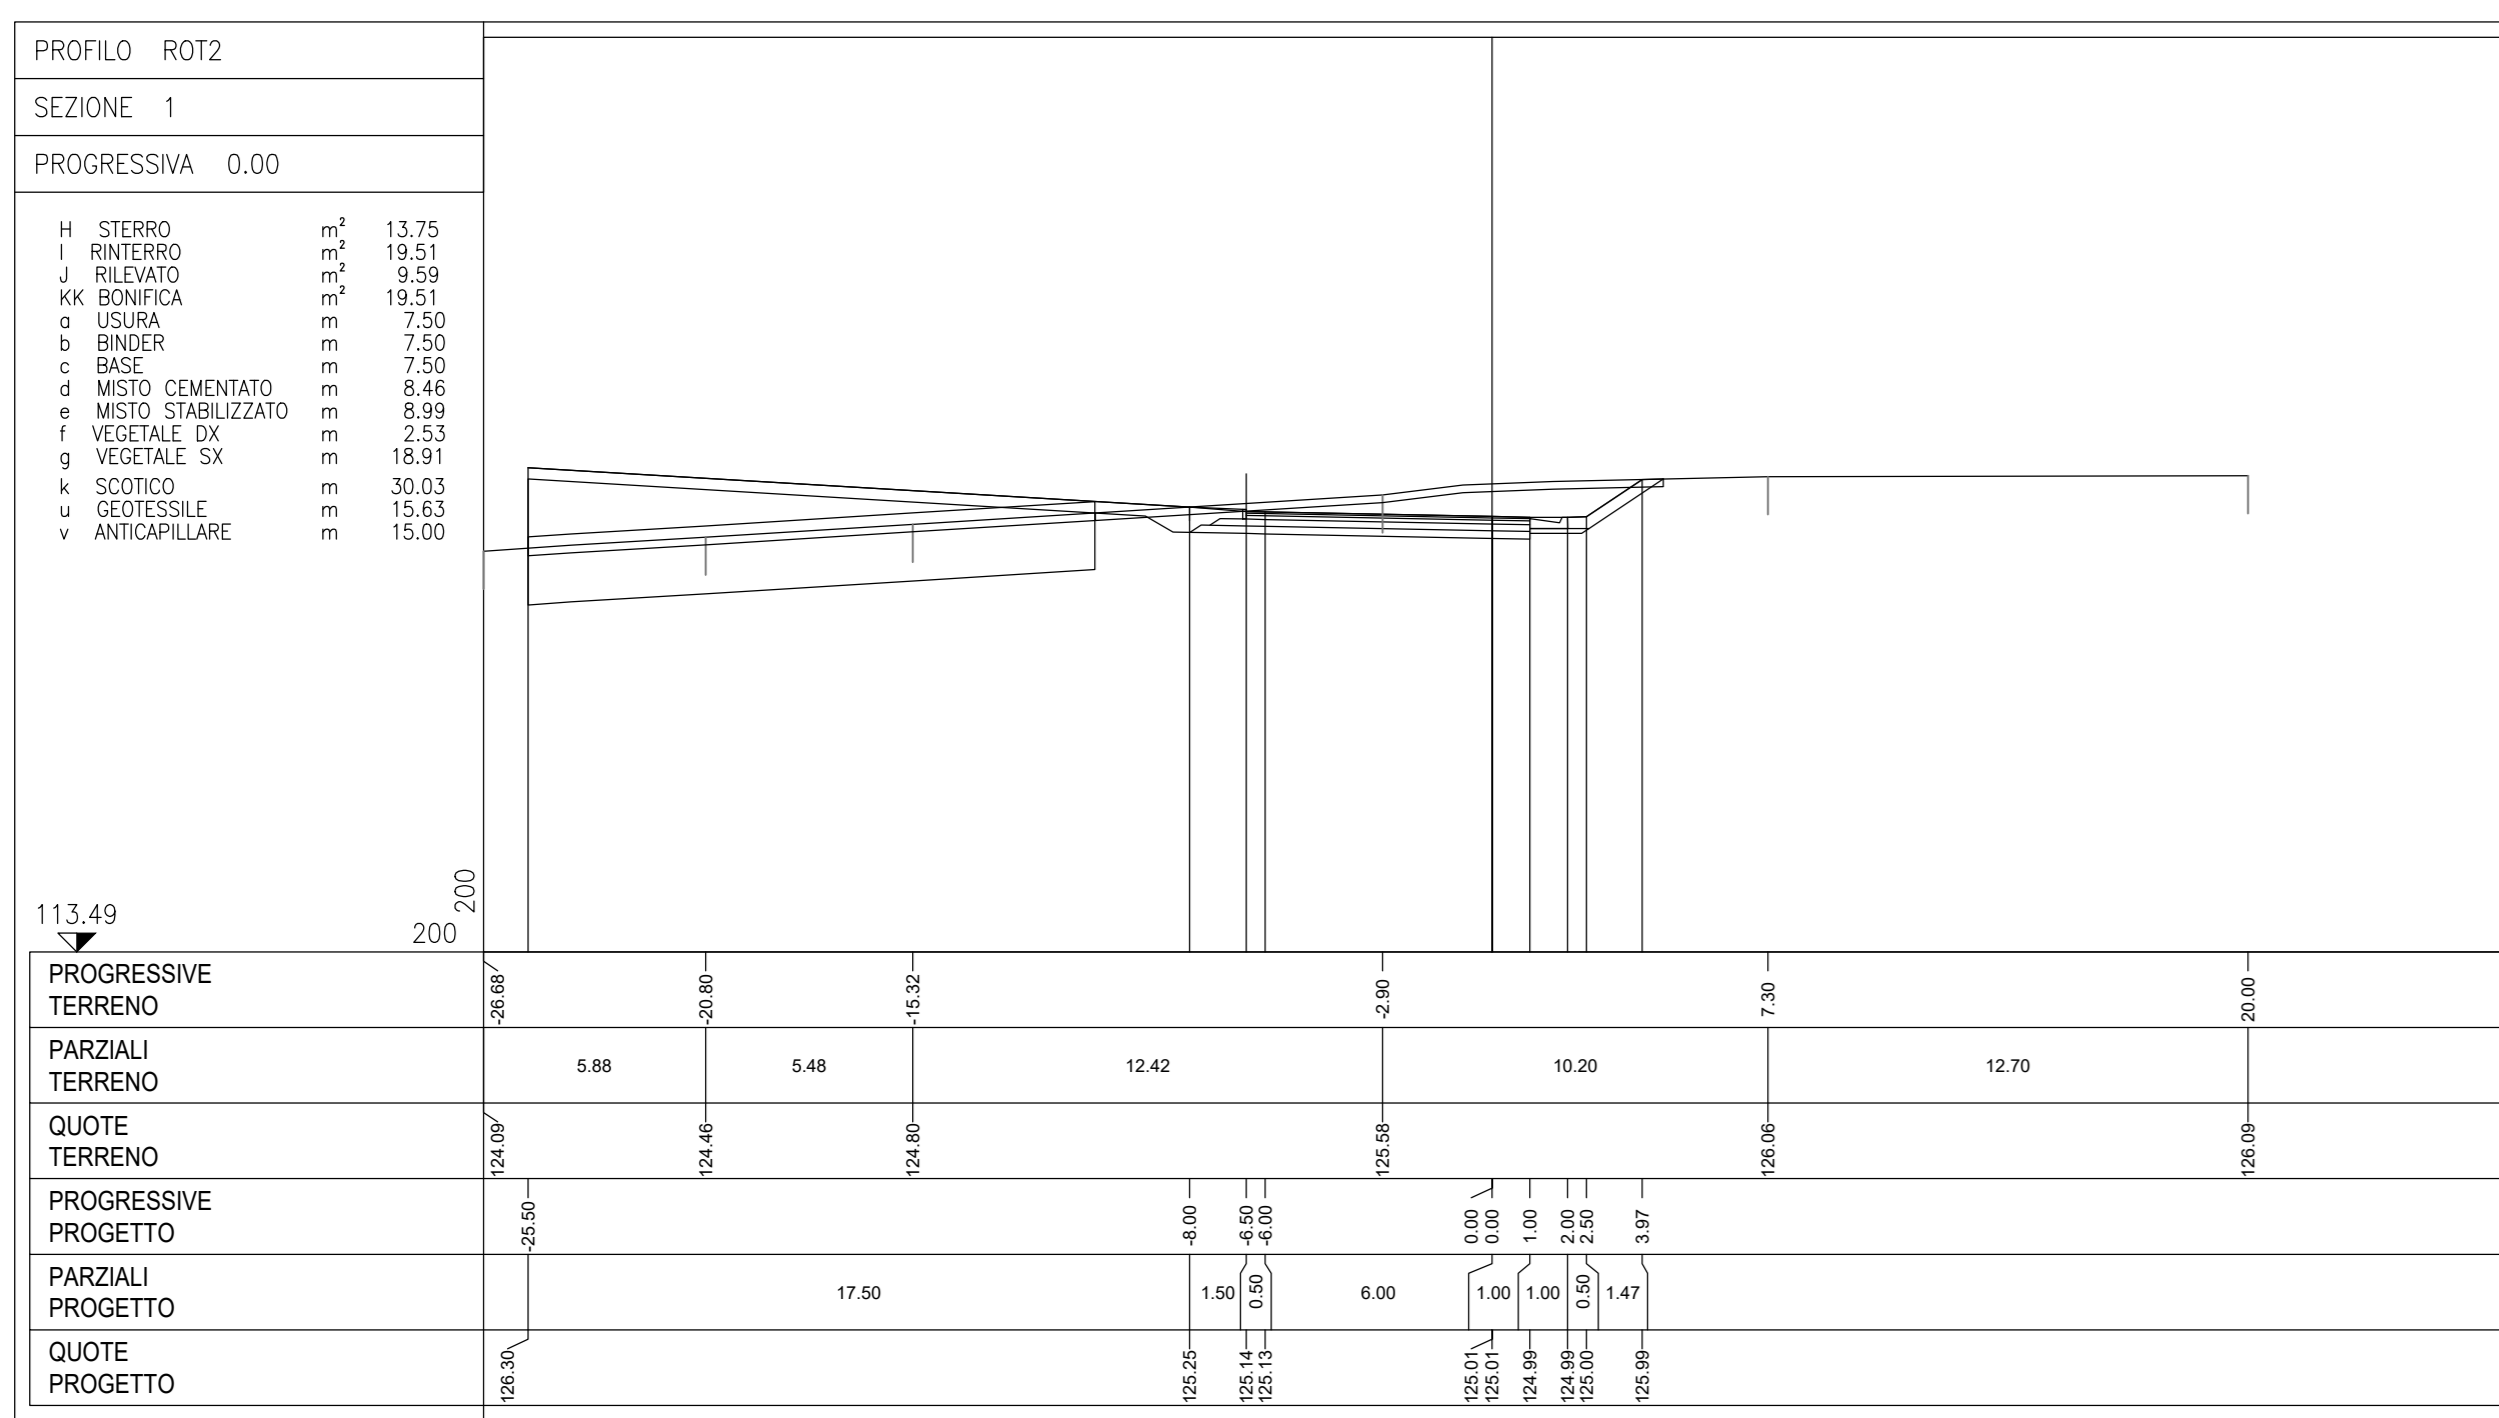 PROFILO ROT2
SEZIONE 1
PROGRESSIVA 0.00
H STERRO m² 13.75
I RINTERRO m² 19.51
J RILEVATO m² 9.59
KK BONIFICA m² 19.51
a USURA m 7.50
b BINDER m 7.50
c BASE m 7.50
d MISTO CEMENTATO m 8.46
e MISTO STABILIZZATO m 8.99
f VEGETALE DX m 2.53
g VEGETALE SX m 18.91
k SCOTICO m 30.03
u GEOTESSILE m 15.63
v ANTICAPILLARE m 15.00
200
113.49
200
PROGRESSIVE
TERRENO
-26.68 -20.80 -15.32 -2.90 7.30 20.00
PARZIALI
TERRENO
5.88 5.48 12.42 10.20 12.70
QUOTE
TERRENO
124.09 124.46 124.80 125.58 126.06 126.09
PROGRESSIVE
PROGETTO
-25.50 -8.00 -6.50 -6.00 0.00 0.00 1.00 2.00 2.50 3.97
PARZIALI
PROGETTO
17.50 1.50 0.50 6.00 1.00 1.00 0.50 1.47
QUOTE
PROGETTO
126.30 125.25 125.14 125.13 125.01 125.01 124.99 124.99 125.00 125.99